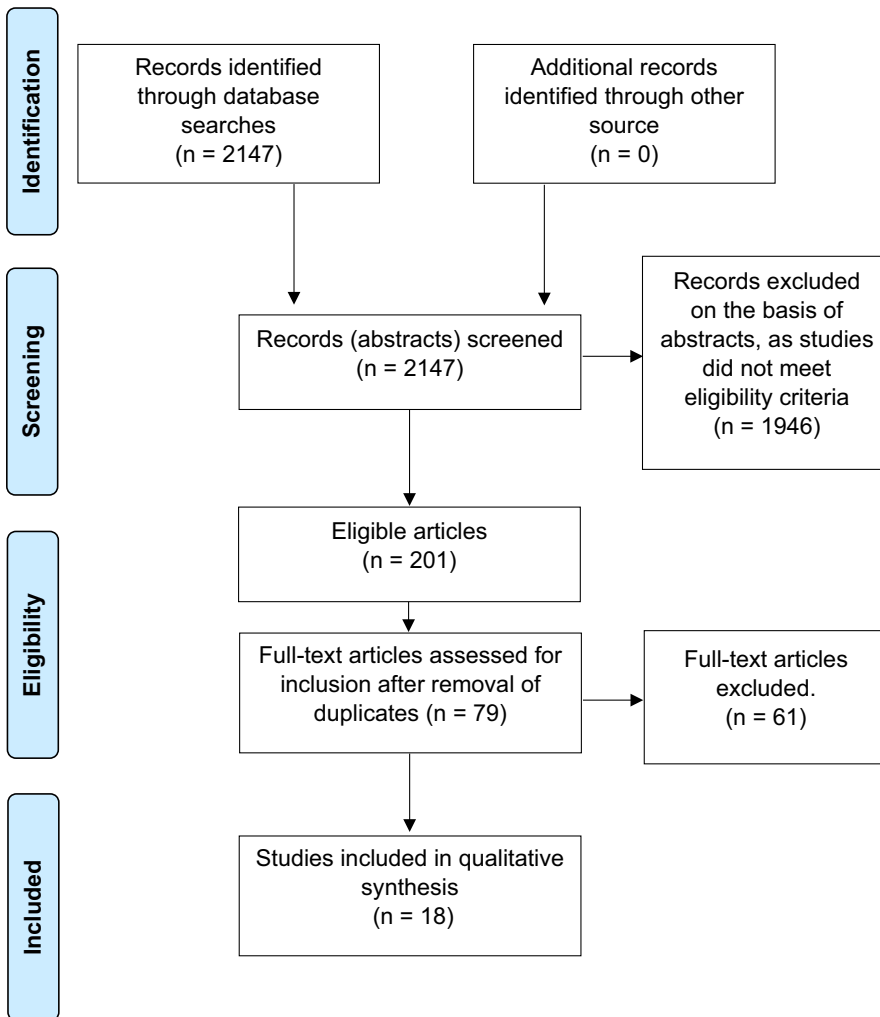 Identification
Records identified
through database
searches
(n = 2147)
Additional records
identified through other
source
(n = 0)
Screening
Records (abstracts) screened
(n = 2147)
Records excluded
on the basis of
abstracts, as studies
did not meet
eligibility criteria
(n = 1946)
Eligibility
Eligible articles
(n = 201)
Full-text articles assessed for
inclusion after removal of
duplicates (n = 79)
Full-text articles
excluded.
(n = 61)
Included
Studies included in qualitative
synthesis
(n = 18)